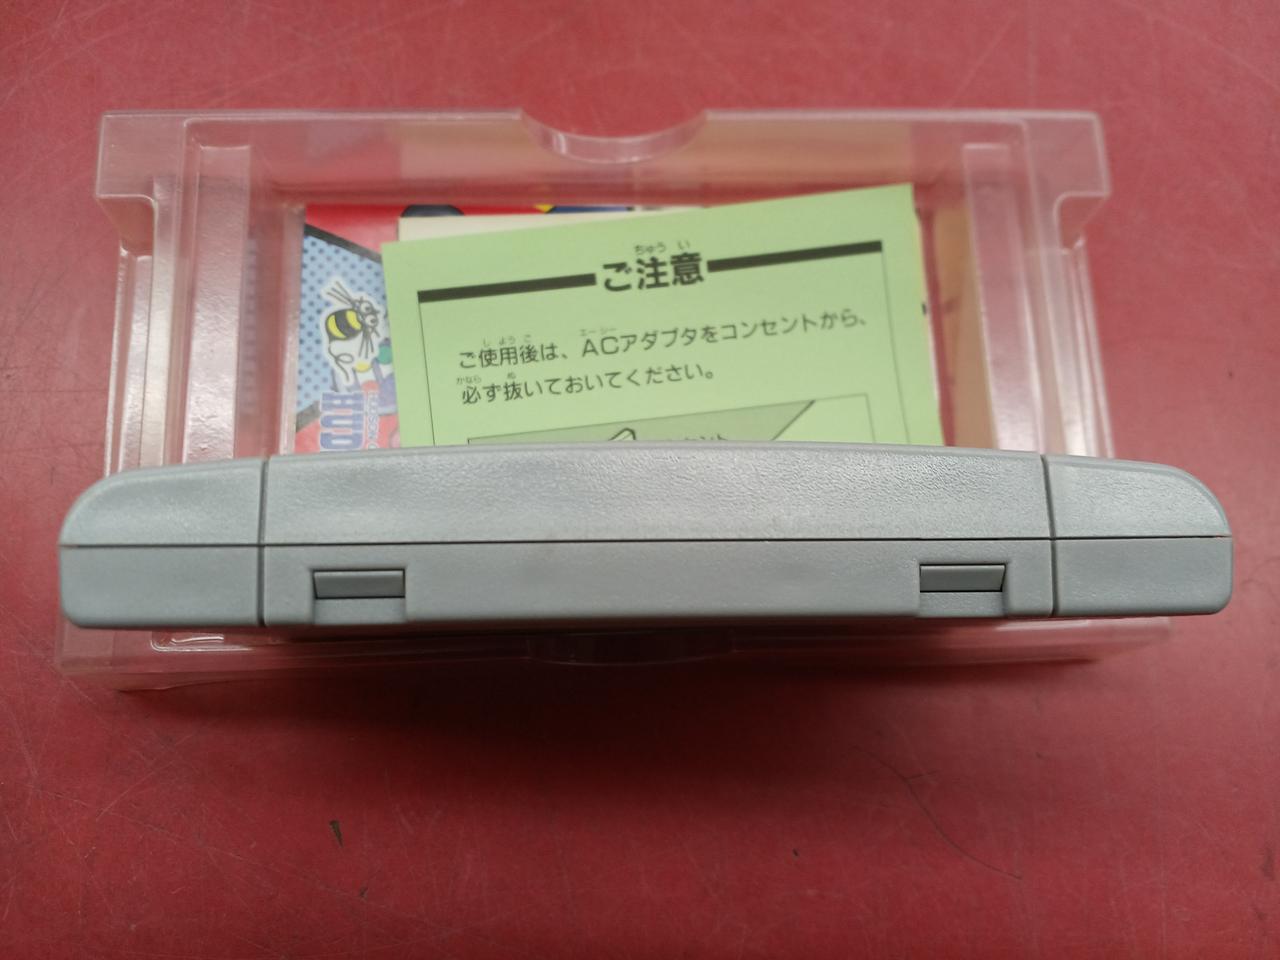 ご注意
ご使用後は、ACアダプタをコンセントから、
必ず抜いておいてください。
HUD